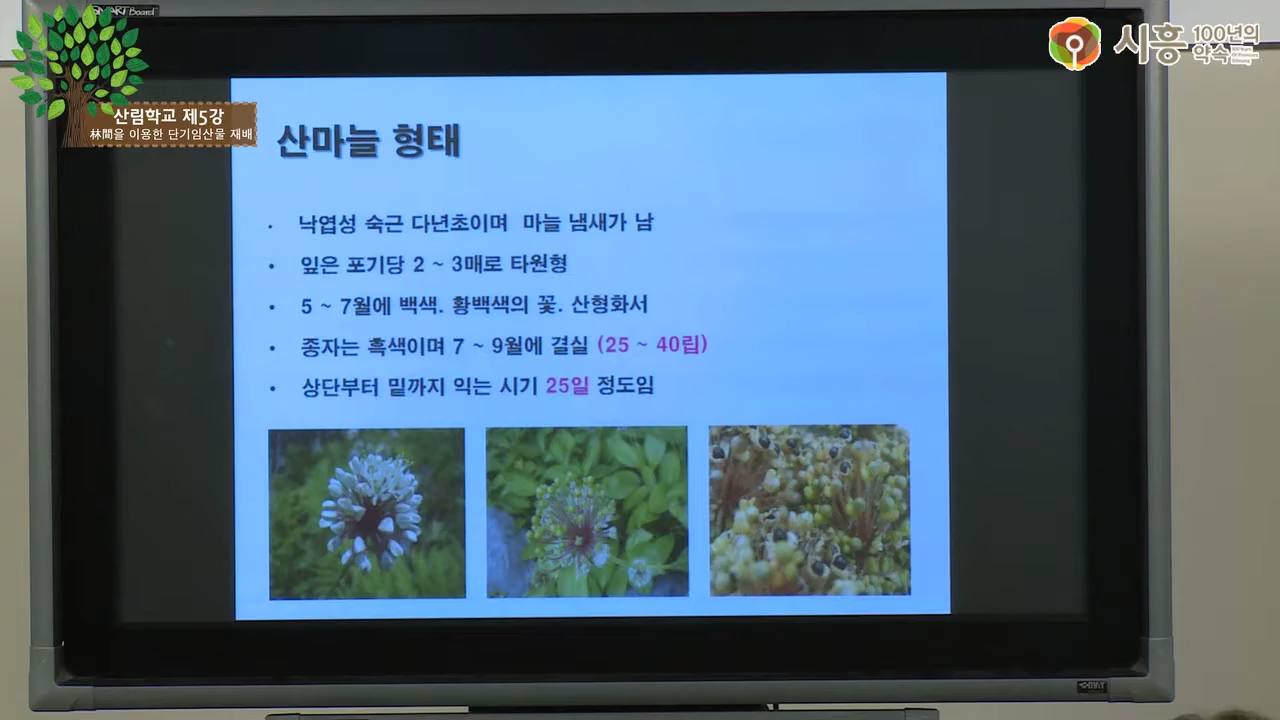 SMART Board
산림학교 제5강
林間을 이용한 단기임산물 재배
시흥
100년의
약속
산마늘 형태
• 낙엽성 숙근 다년초이며 마늘 냄새가 남
• 잎은 포기당 2 ~ 3매로 타원형
• 5 ~ 7월에 백색. 황백색의 꽃. 산형화서
• 종자는 흑색이며 7 ~ 9월에 결실 (25 ~ 40립)
• 상단부터 밑까지 익는 시기 25일 정도임